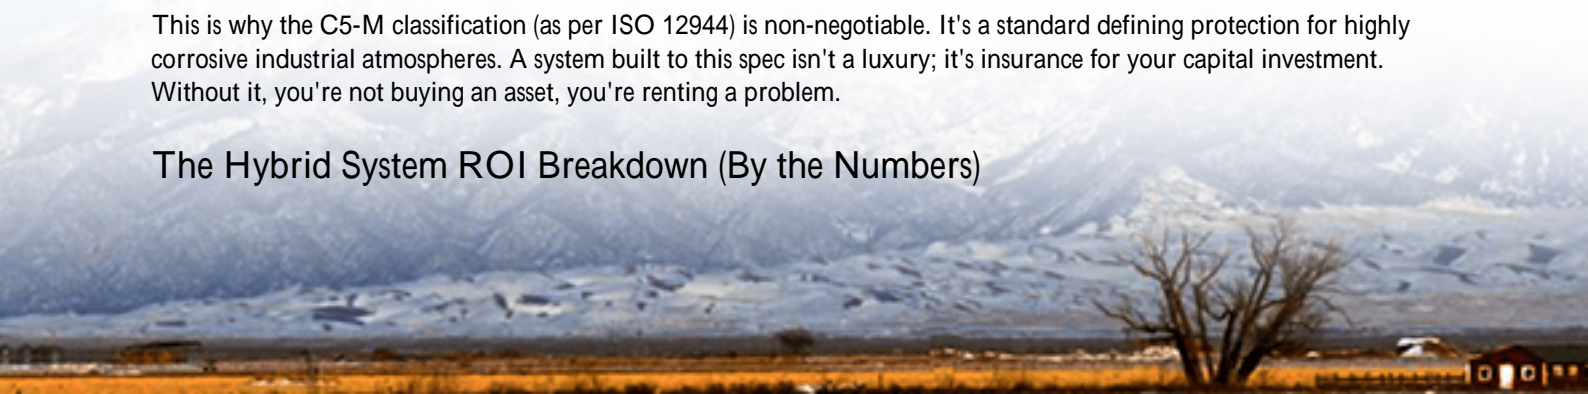 This is why the C5-M classification (as per ISO 12944) is non-negotiable. It's a standard defining protection for highly
corrosive industrial atmospheres. A system built to this spec isn't a luxury; it's insurance for your capital investment.
Without it, you're not buying an asset, you're renting a problem.
The Hybrid System ROI Breakdown (By the Numbers)